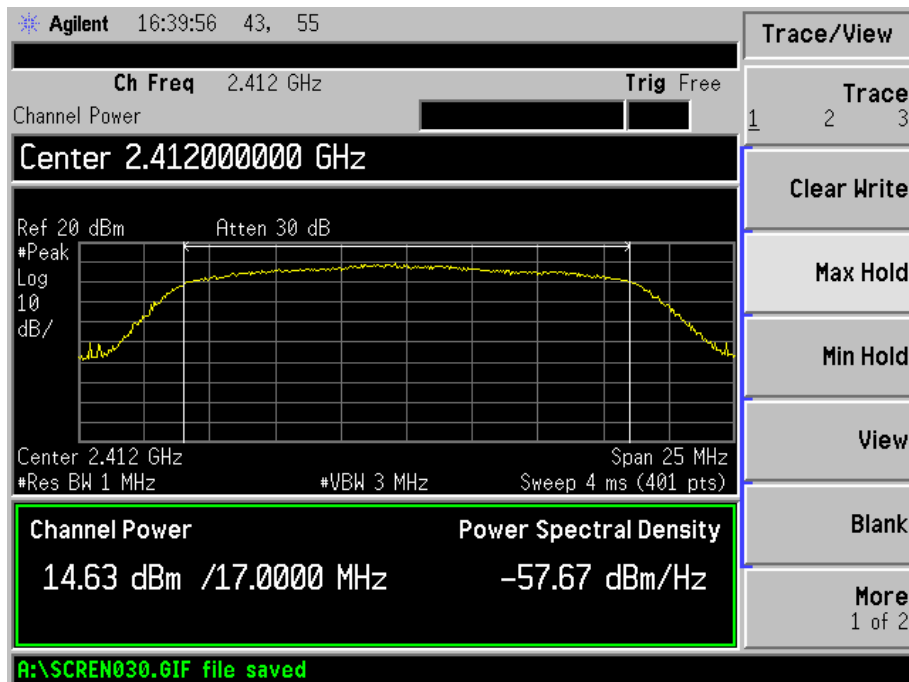 Agilent 16:39:56 43, 55
Trace/View
Ch Freq 2.412 GHz Trig Free
Channel Power
Trace
1 2 3
Center 2.412000000 GHz
Clear Write
Ref 20 dBm Atten 30 dB
#Peak
Log
10
dB/
Max Hold
Min Hold
View
Center 2.412 GHz Span 25 MHz
#Res BW 1 MHz #VBW 3 MHz Sweep 4 ms (401 pts)
Channel Power Power Spectral Density
14.63 dBm /17.0000 MHz -57.67 dBm/Hz
Blank
More
1 of 2
A:\SCREN030.GIF file saved